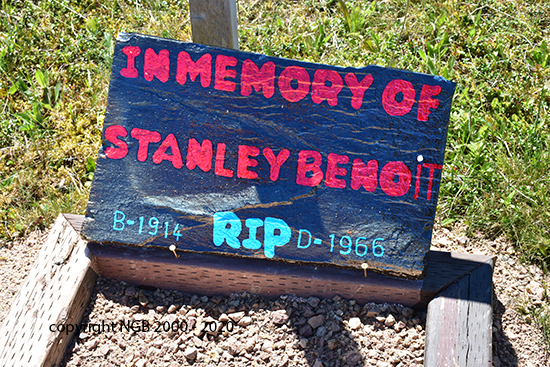 IN MEMORY OF
STANLEY BENOIT
B-1914 RIP D-1966
copyright NGB 2000 / 2020